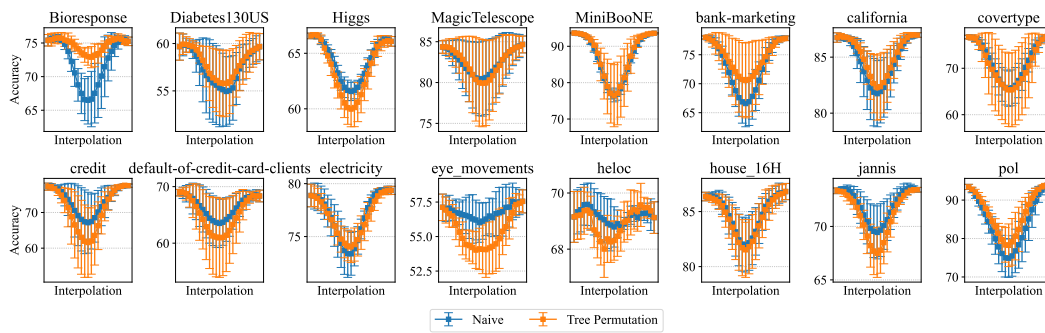 Bioresponse Diabetes130US Higgs MagicTelescope MiniBooNE bank-marketing california covertype
Accuracy
75 70 65
60 55
65 60
85 80 75
90 80 70
75 70 65
85 80
70 60
Interpolation Interpolation Interpolation Interpolation Interpolation Interpolation Interpolation Interpolation
credit default-of-credit-card-clients electricity eye_movements heloc house_16H jannis pol
Accuracy
70 60
70 60
80 75
57.5 55.0 52.5
70 68
85 80
70 65
90 80 70
Interpolation Interpolation Interpolation Interpolation Interpolation Interpolation Interpolation Interpolation
Naive Tree Permutation